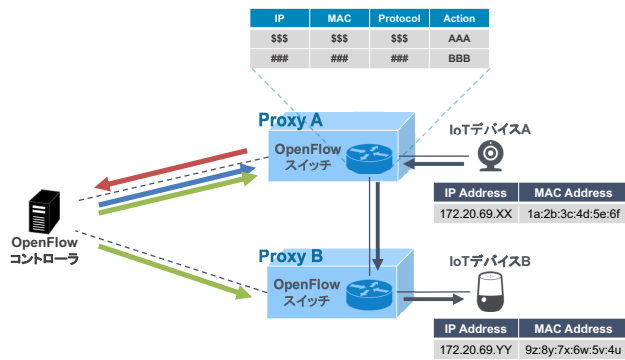 IP MAC Protocol Action
$$$ $$$ $$$ AAA
### ### ### BBB
Proxy A
OpenFlow
スイッチ
IoTデバイスA
IP Address MAC Address
172.20.69.XX 1a:2b:3c:4d:5e:6f
OpenFlow
コントローラ
Proxy B
OpenFlow
スイッチ
IoTデバイスB
IP Address MAC Address
172.20.69.YY 9z:8y:7x:6w:5v:4u